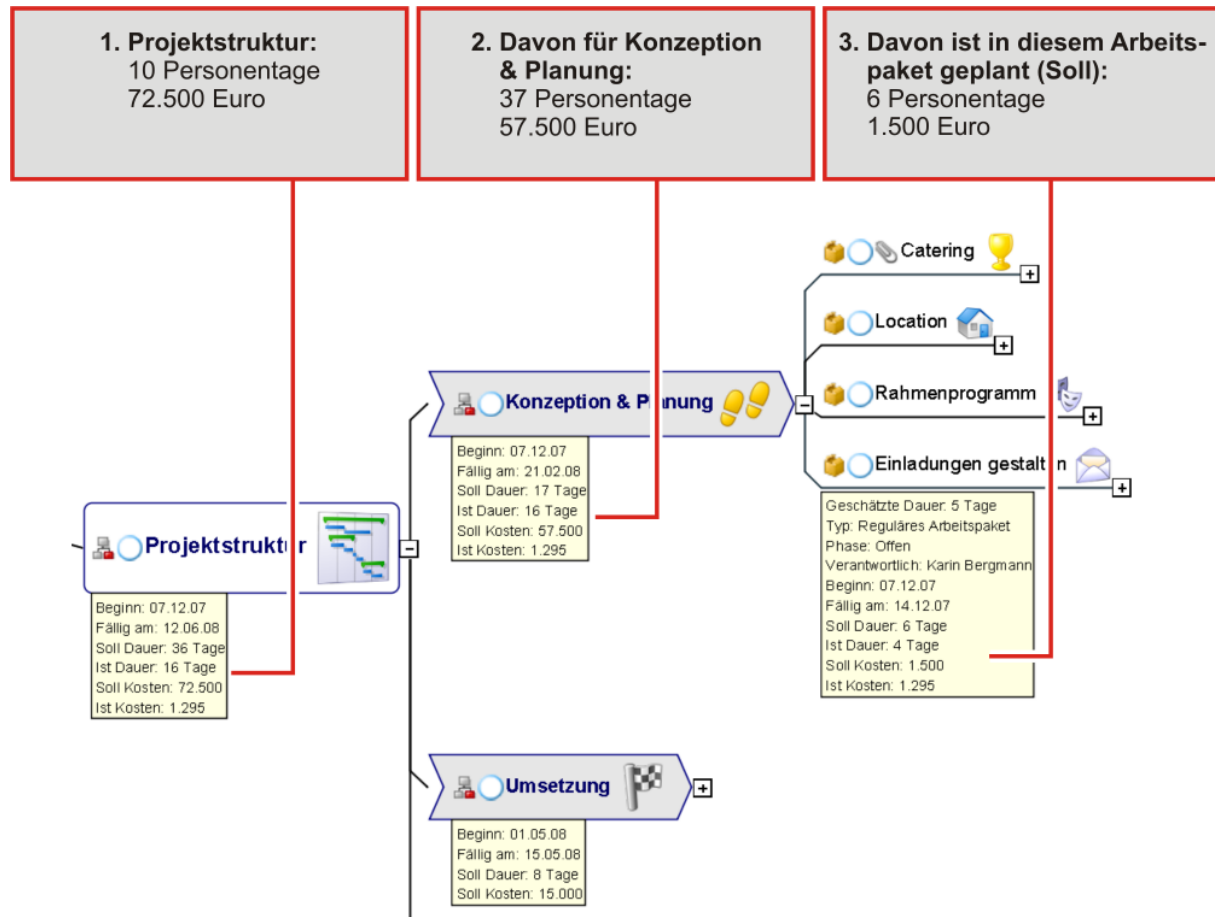 1. Projektstruktur:
10 Personentage
72.500 Euro
2. Davon für Konzeption
& Planung:
37 Personentage
57.500 Euro
3. Davon ist in diesem Arbeits-
paket geplant (Soll):
6 Personentage
1.500 Euro
Catering
Location
Rahmenprogramm
Einladungen gestalten
Geschätzte Dauer: 5 Tage
Typ: Reguläres Arbeitspaket
Phase: Offen
Verantwortlich: Karin Bergmann
Beginn: 07.12.07
Fällig am: 14.12.07
Soll Dauer: 6 Tage
Ist Dauer: 4 Tage
Soll Kosten: 1.500
Ist Kosten: 1.295
Konzeption & Planung
Beginn: 07.12.07
Fällig am: 21.02.08
Soll Dauer: 17 Tage
Ist Dauer: 16 Tage
Soll Kosten: 57.500
Ist Kosten: 1.295
Projektstruktur
Beginn: 07.12.07
Fällig am: 12.06.08
Soll Dauer: 36 Tage
Ist Dauer: 16 Tage
Soll Kosten: 72.500
Ist Kosten: 1.295
Umsetzung
Beginn: 01.05.08
Fällig am: 15.05.08
Soll Dauer: 8 Tage
Soll Kosten: 15.000